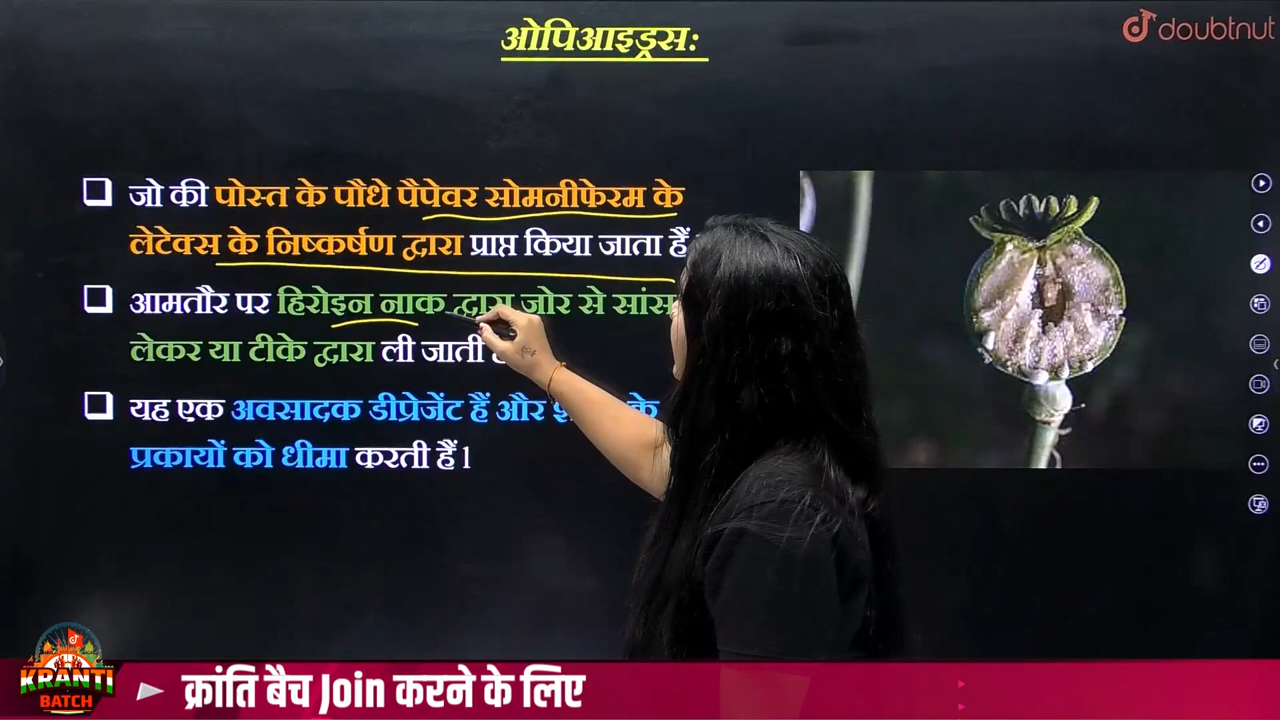 ओपिआइड्रस:
doubtnut
जो की पोस्त के पौधे पैपेवर सोमनीफेरम के
लेटेक्स के निष्कर्षण द्वारा प्राप्त किया जाता हैं
आमतौर पर हिरोइन नाक द्वारा जोर से सांस
लेकर या टीके द्वारा ली जाती
यह एक अवसादक डीप्रेजेंट हैं और के
प्रकार्यों को धीमा करती हैं l
KRANTI
BATCH
क्रांति बैच Join करने के लिए